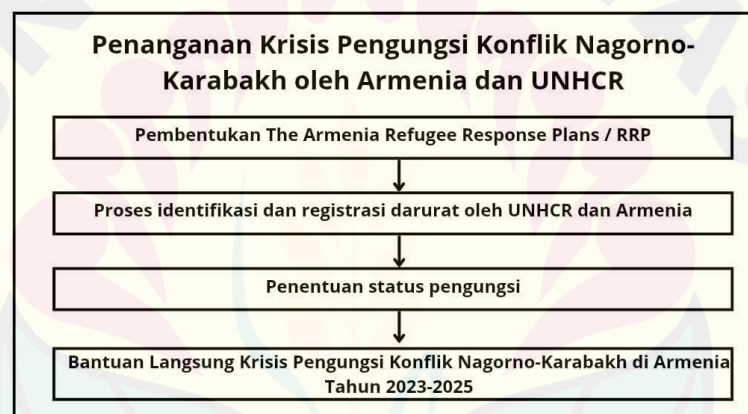 Penanganan Krisis Pengungsi Konflik Nagorno-
Karabakh oleh Armenia dan UNHCR
Pembentukan The Armenia Refugee Response Plans / RRP
Proses identifikasi dan registrasi darurat oleh UNHCR dan Armenia
Penentuan status pengungsi
Bantuan Langsung Krisis Pengungsi Konflik Nagorno-Karabakh di Armenia
Tahun 2023-2025